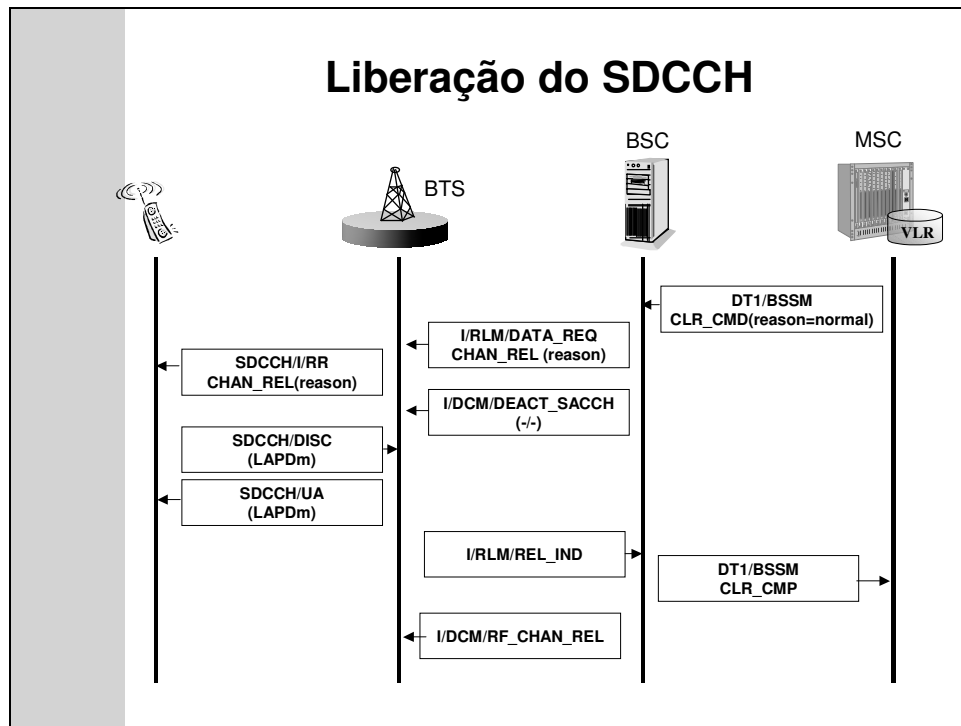 Liberação do SDCCH
BSC
MSC
BTS
VLR
DT1/BSSM
CLR_CMD(reason=normal)
I/RLM/DATA_REQ
CHAN_REL (reason)
SDCCH/I/RR
CHAN_REL(reason)
I/DCM/DEACT_SACCH
(-/-)
SDCCH/DISC
(LAPDm)
SDCCH/UA
(LAPDm)
I/RLM/REL_IND
DT1/BSSM
CLR_CMP
I/DCM/RF_CHAN_REL